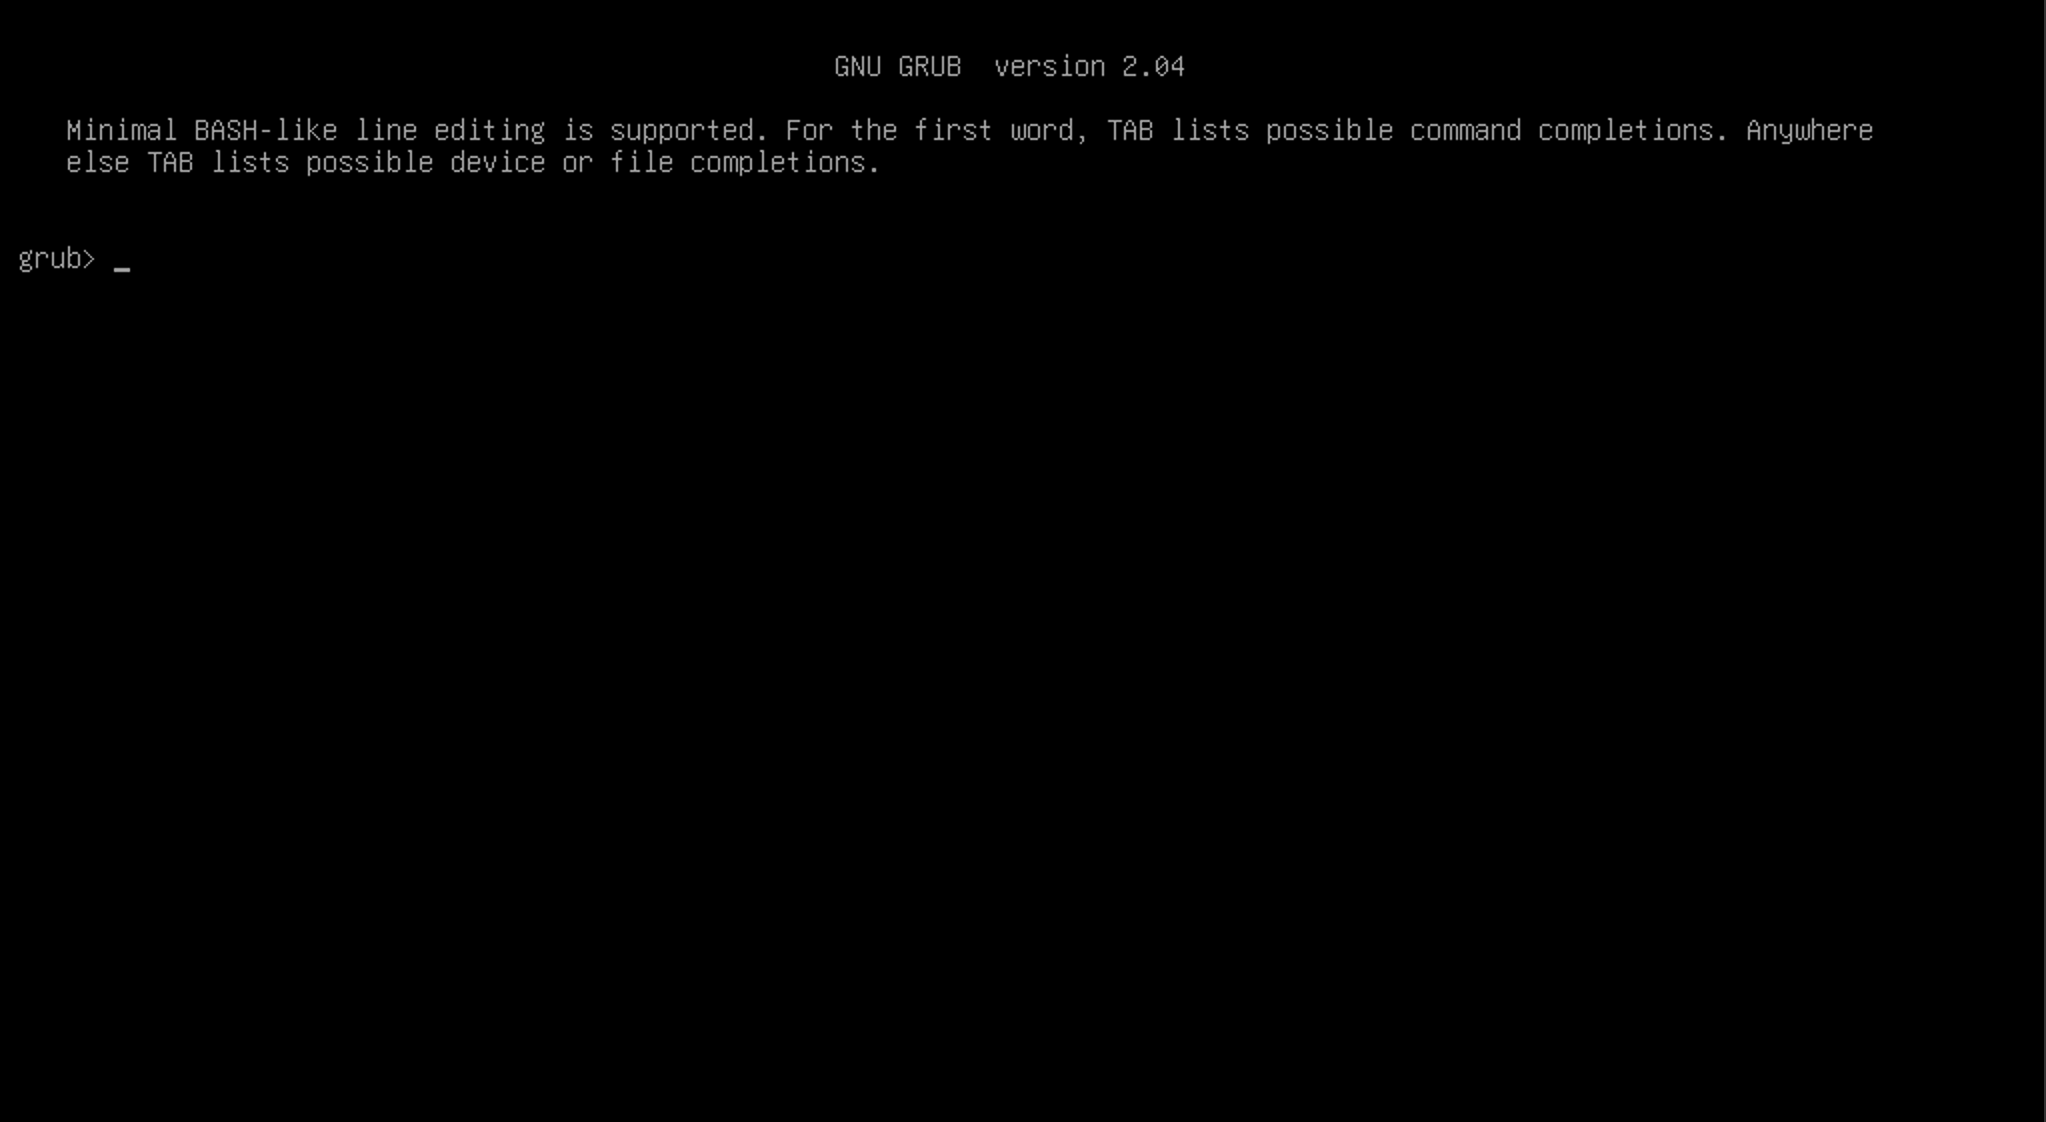 GNU GRUB  version 2.04
Minimal BASH-like line editing is supported. For the first word, TAB lists possible command completions. Anywhere
else TAB lists possible device or file completions.
grub> _